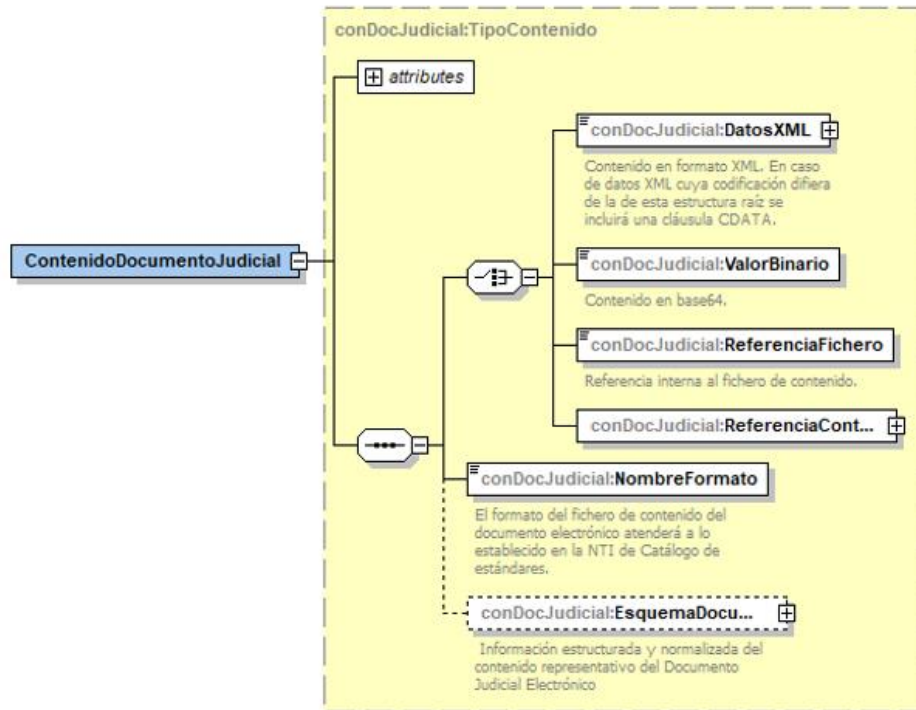 conDocJudicial:TipoContenido
attributes
conDocJudicial:DatosXML
Contenido en formato XML. En caso
de datos XML cuya codificación difiera
de la de esta estructura raíz se
incluirá una cláusula CDATA.
ContenidoDocumentoJudicial
conDocJudicial:ValorBinario
Contenido en base64.
conDocJudicial:ReferenciaFichero
Referencia interna al fichero de contenido.
conDocJudicial:ReferenciaCont...
conDocJudicial:NombreFormato
El formato del fichero de contenido del
documento electrónico atenderá a lo
establecido en la NTI de Catálogo de
estándares.
conDocJudicial:EsquemaDocu...
Información estructurada y normalizada del
contenido representativo del Documento
Judicial Electrónico